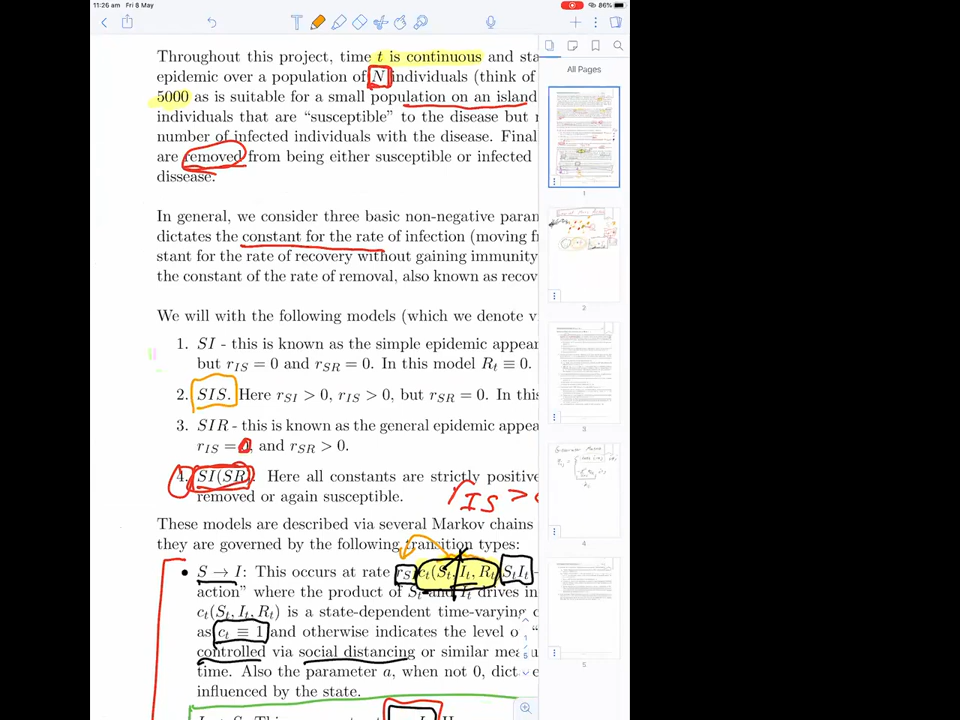 11:26 am Fri 8 May
86%
All Pages
Throughout this project, time t is continuous and sta
epidemic over a population of N individuals (think of
5000 as is suitable for a small population on an island
individuals that are “susceptible” to the disease but r
number of infected individuals with the disease. Final
are removed from being either susceptible or infected
dissease.
In general, we consider three basic non-negative param
dictates the constant for the rate of infection (moving fr
stant for the rate of recovery without gaining immunity
the constant of the rate of removal, also known as recov
We will with the following models (which we denote v
1. SI - this is known as the simple epidemic appear
but r_IS = 0 and r_SR = 0. In this model R_t ≡ 0.
2. SIS. Here r_SI > 0, r_IS > 0, but r_SR = 0. In this
3. SIR - this is known as the general epidemic appea
r_IS = 0, and r_SR > 0.
4. SI(SR Here all constants are strictly positive
removed or again susceptible.
r_IS >
These models are described via several Markov chains
they are governed by the following transition types:
• S → I: This occurs at rate r_SI c_t(S_t, I_t, R_t) S_t I_t
action” where the product of S_t and I_t drives in
c_t(S_t, I_t, R_t) is a state-dependent time-varying c
as c_t ≡ 1 and otherwise indicates the level o “
controlled via social distancing or similar mea
time. Also the parameter a, when not 0, dict e
influenced by the state.
1
2
3
4
5